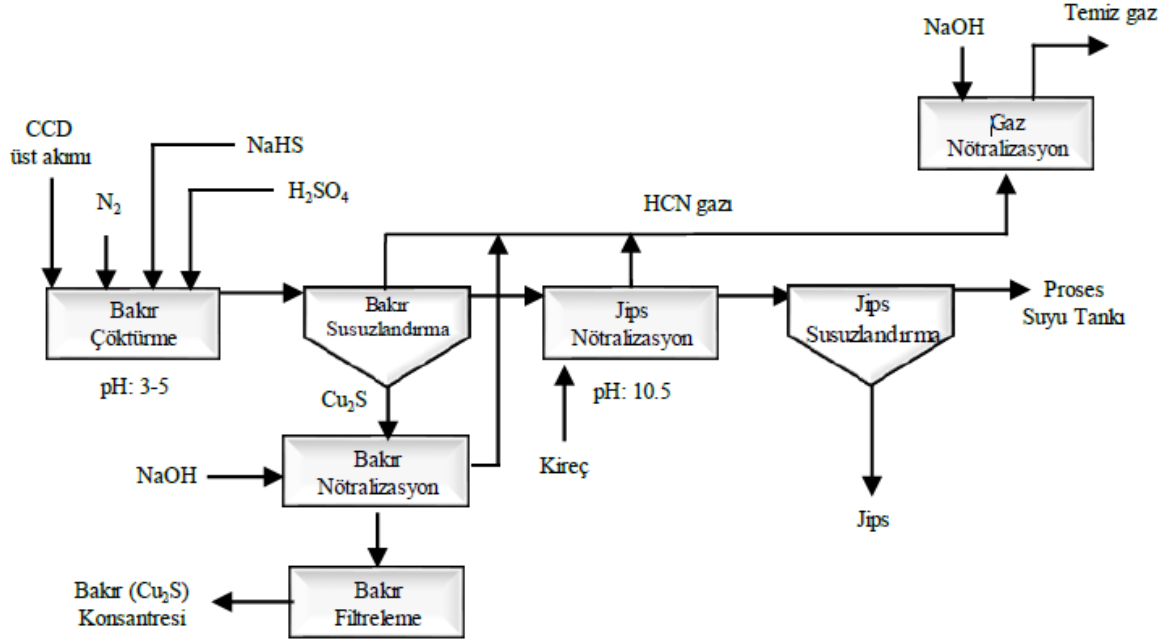 Temiz gaz
NaOH
Gaz
Nötralizasyon
CCD
üst akımı
NaHS
N₂
H₂SO₄
HCN gazı
Bakır
Çöktürme
pH: 3-5
Bakır
Susuzlandırma
Jips
Nötralizasyon
pH: 10.5
Jips
Susuzlandırma
Proses
Suyu Tankı
Cu₂S
NaOH
Bakır
Nötralizasyon
Kireç
Jips
Bakır (Cu₂S)
Konsantresi
Bakır
Filtreleme